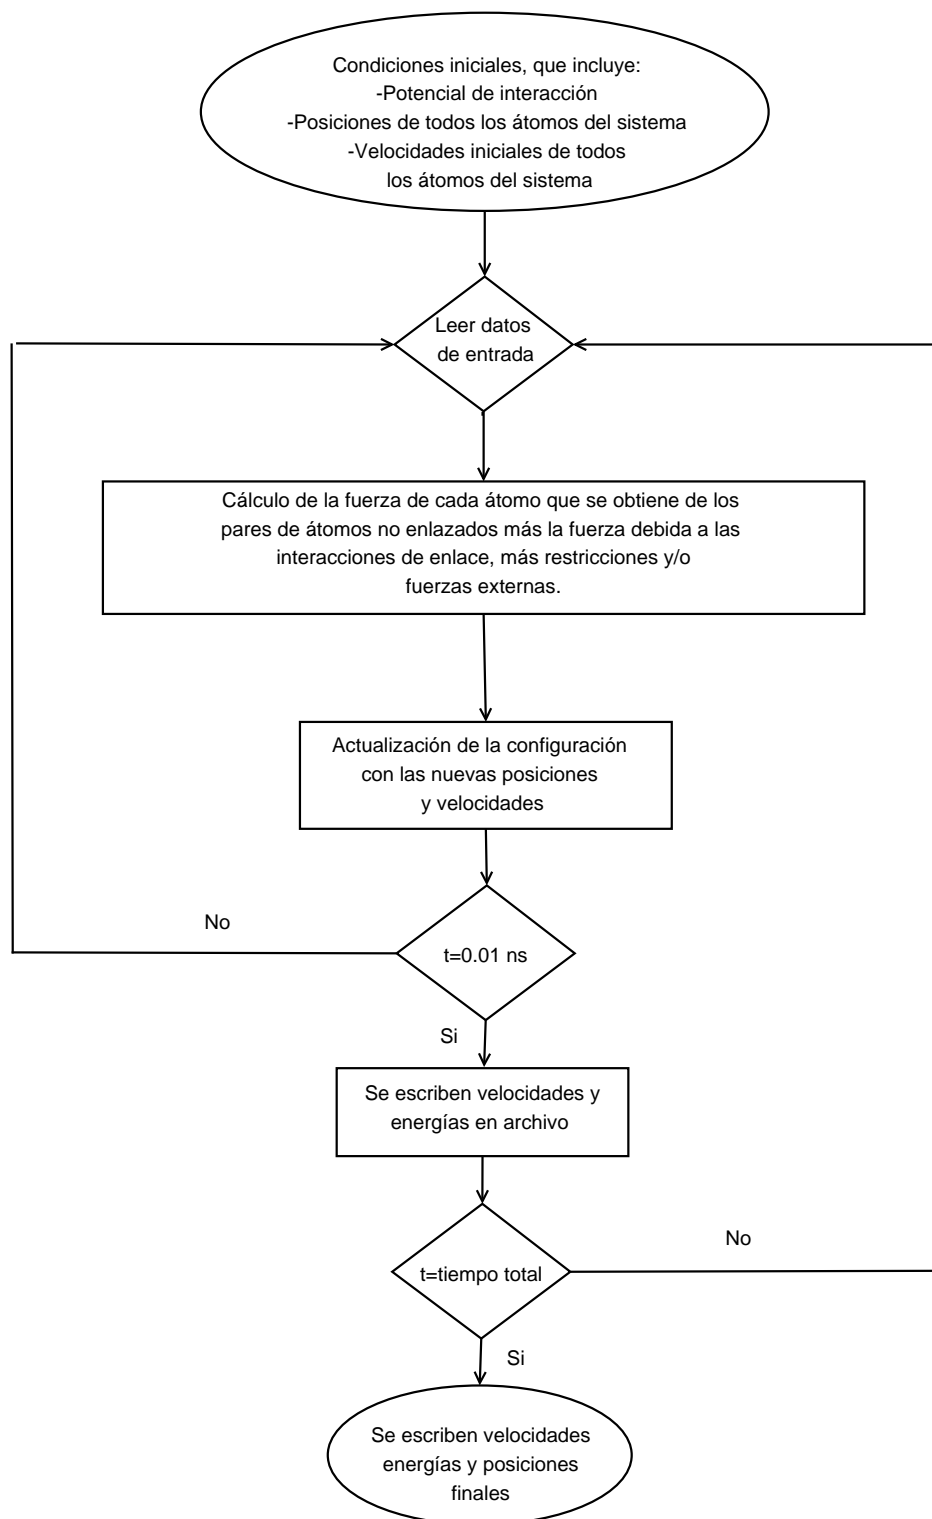 Condiciones iniciales, que incluye:
-Potencial de interacción
-Posiciones de todos los átomos del sistema
-Velocidades iniciales de todos
los átomos del sistema
Leer datos
de entrada
Cálculo de la fuerza de cada átomo que se obtiene de los
pares de átomos no enlazados más la fuerza debida a las
interacciones de enlace, más restricciones y/o
fuerzas externas.
Actualización de la configuración
con las nuevas posiciones
y velocidades
No
t=0.01 ns
Si
Se escriben velocidades y
energías en archivo
No
t=tiempo total
Si
Se escriben velocidades
energías y posiciones
finales